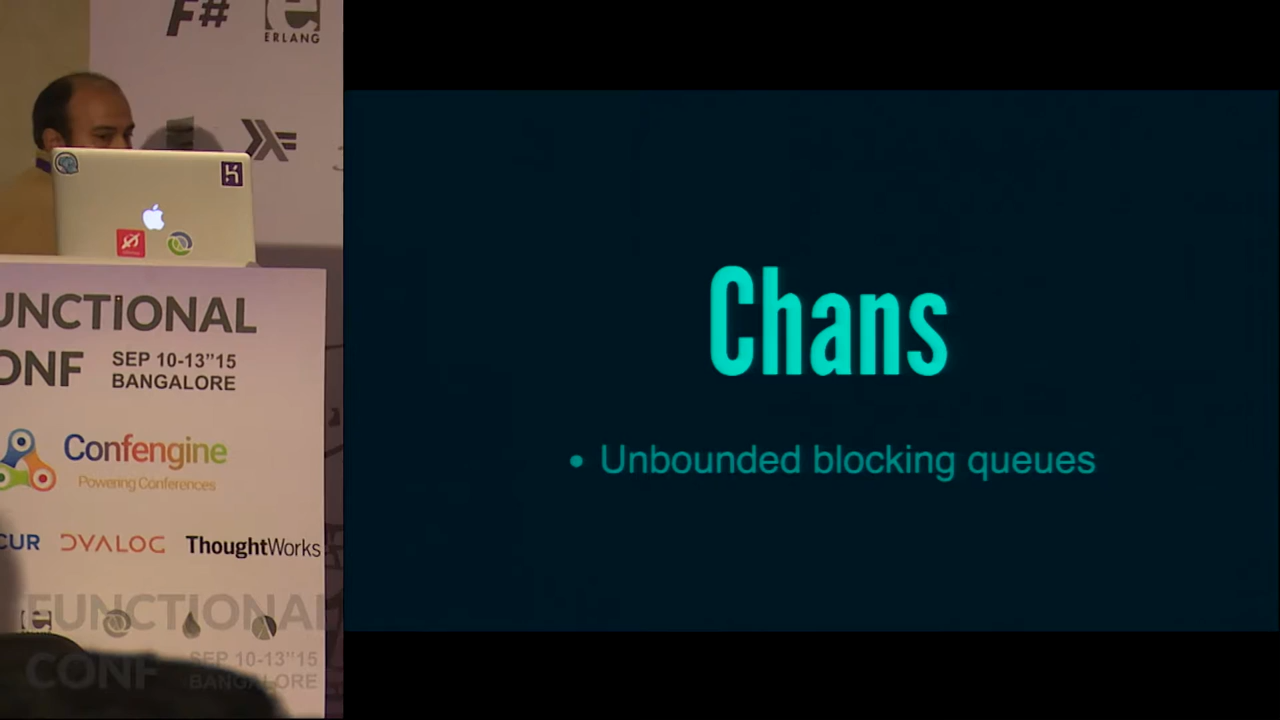 F#
ERLANG
UNCTIONAL
ONF
SEP 10-13"15
BANGALORE
Confengine
Powering Conferences
CUR
DYALOC
ThoughtWorks
FUNCTIONAL
CONF
SEP 10-13"15
BANGALORE
Chans
• Unbounded blocking queues